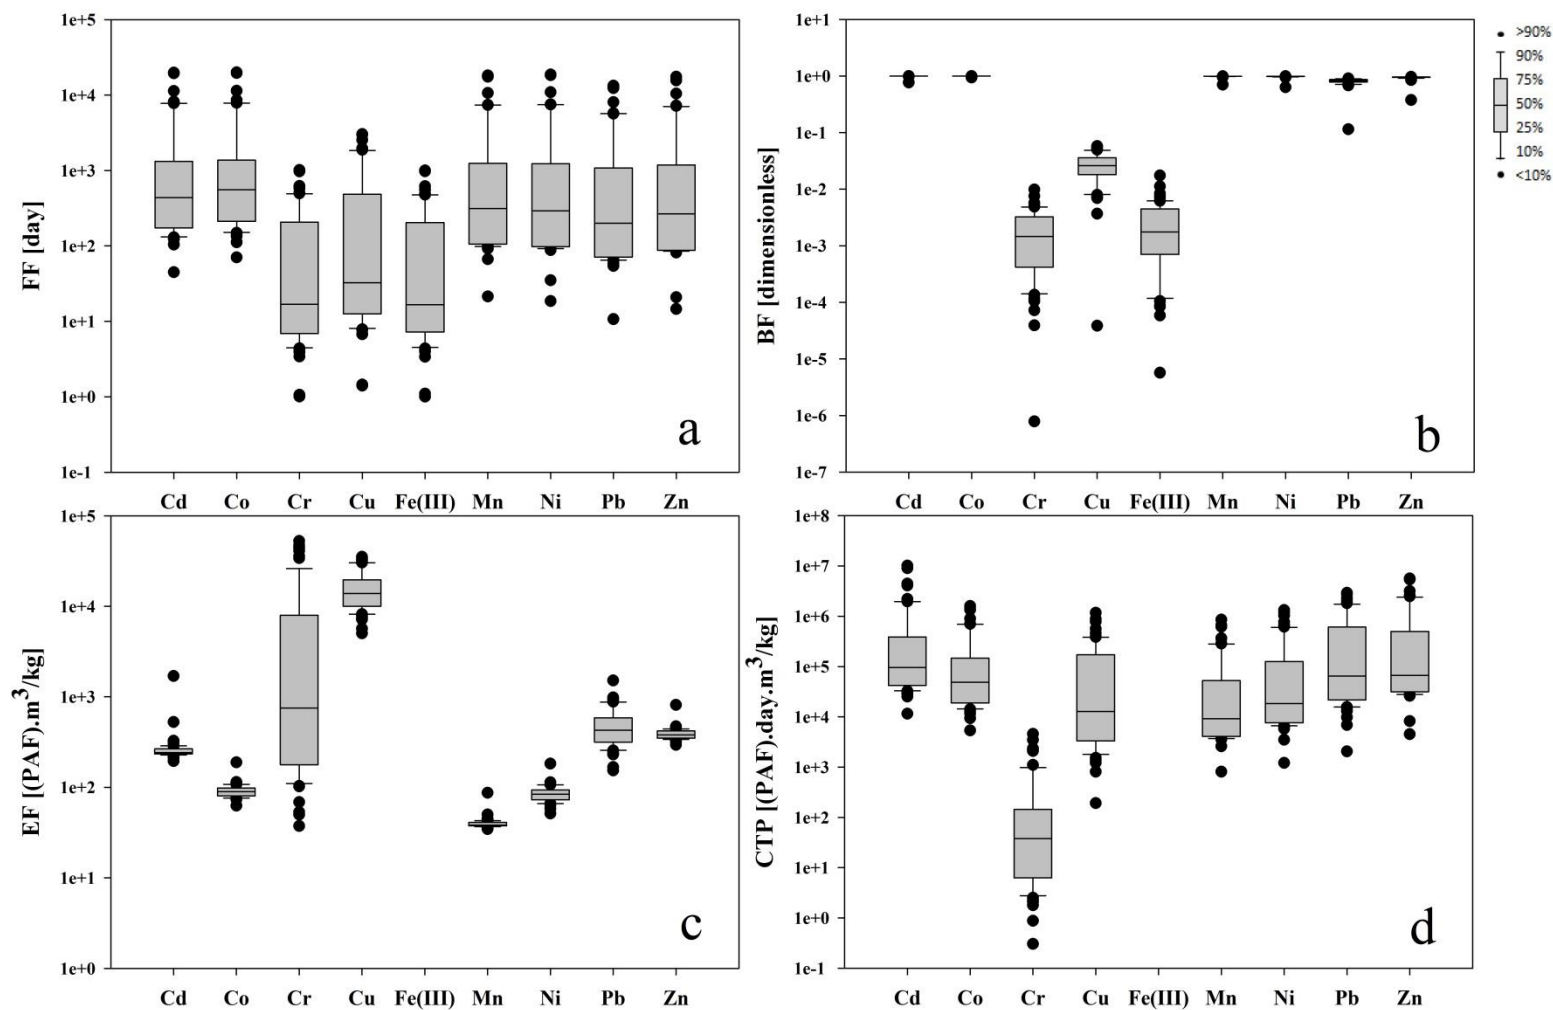 FF [day]
1e+5
1e+4
1e+3
1e+2
1e+1
1e+0
1e-1
a
Cd Co Cr Cu Fe(III) Mn Ni Pb Zn
BF [dimensionless]
1e+1
1e+0
1e-1
1e-2
1e-3
1e-4
1e-5
1e-6
1e-7
b
Cd Co Cr Cu Fe(III) Mn Ni Pb Zn
>90%
90%
75%
50%
25%
10%
<10%
EF [(PAF).m³/kg]
1e+5
1e+4
1e+3
1e+2
1e+1
1e+0
c
Cd Co Cr Cu Fe(III) Mn Ni Pb Zn
CTP [(PAF).day.m³/kg]
1e+8
1e+7
1e+6
1e+5
1e+4
1e+3
1e+2
1e+1
1e+0
1e-1
d
Cd Co Cr Cu Fe(III) Mn Ni Pb Zn